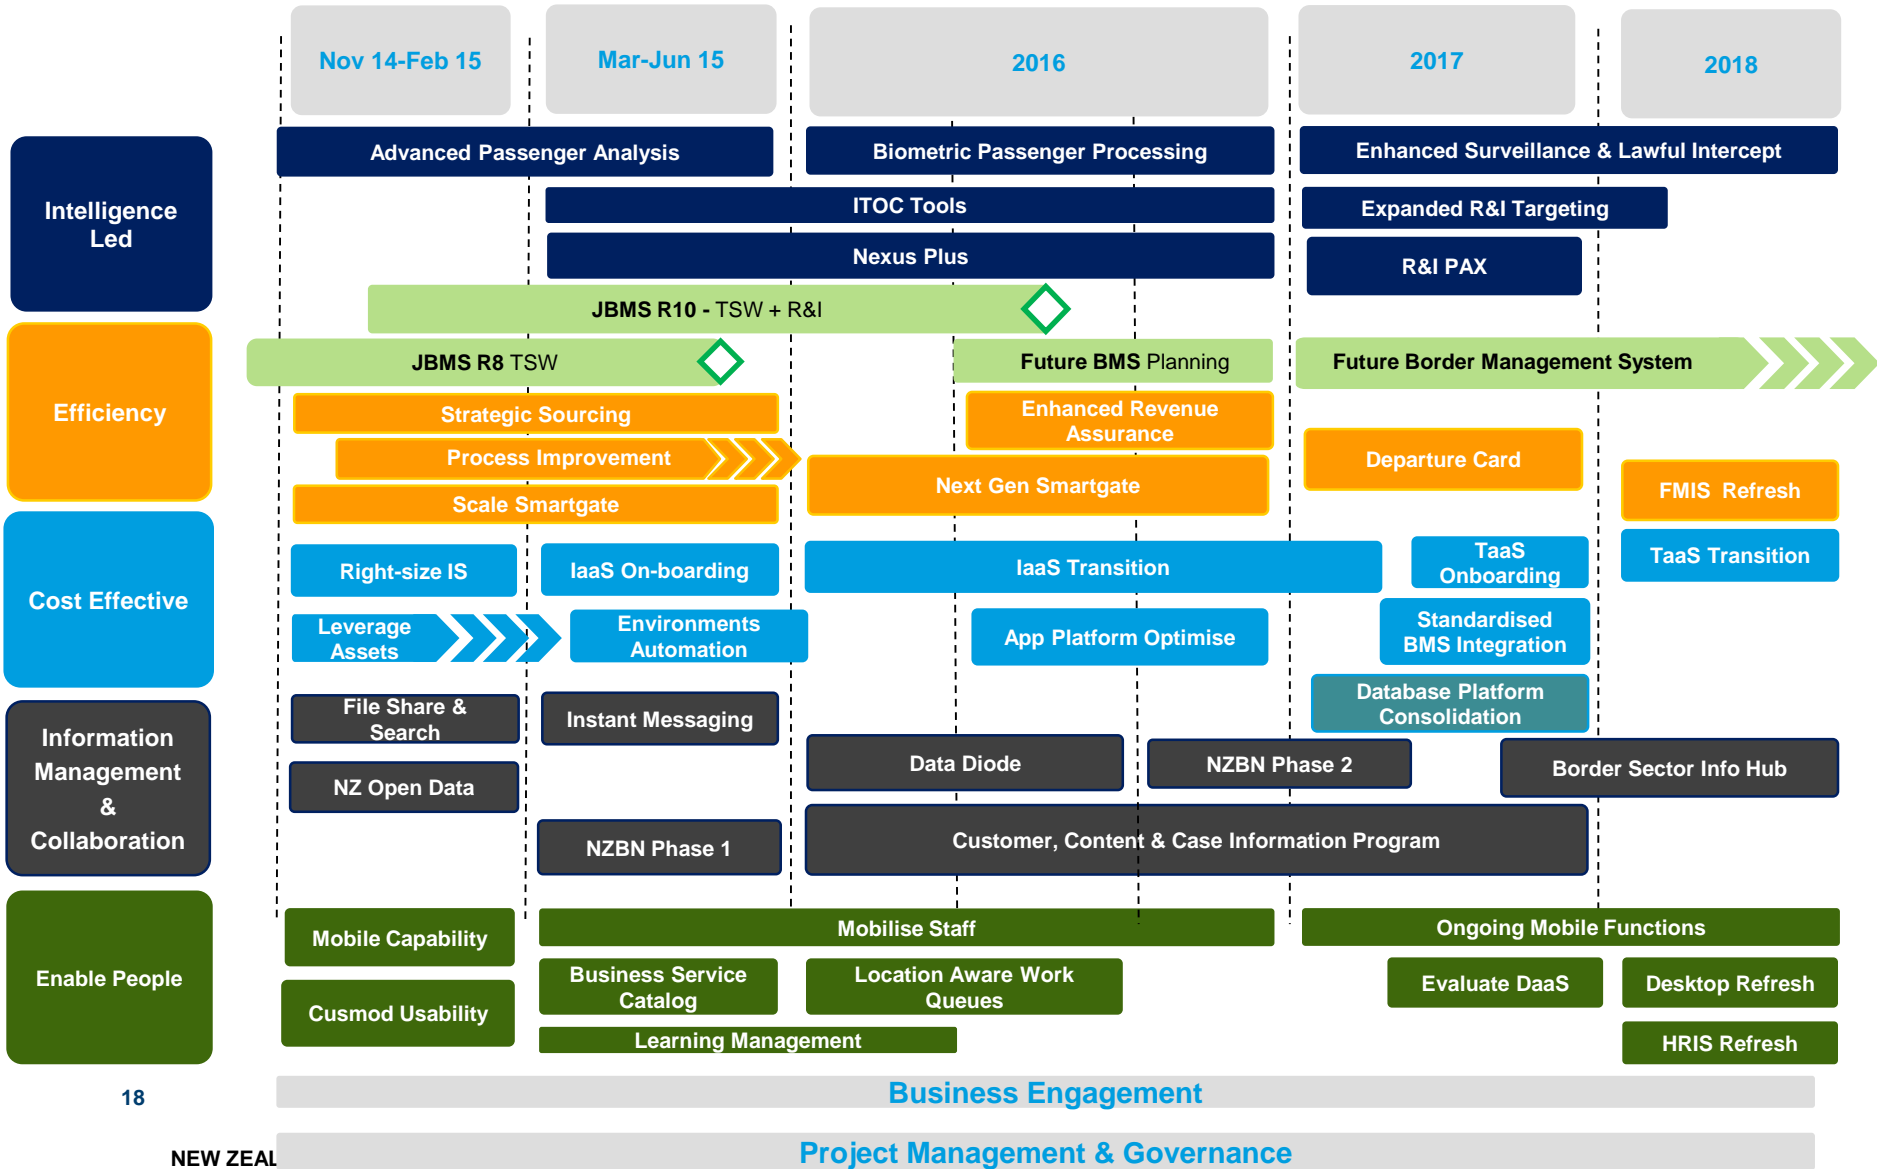 Nov 14-Feb 15
Mar-Jun 15
2016
2017
2018
Intelligence
Led
Advanced Passenger Analysis
Biometric Passenger Processing
Enhanced Surveillance & Lawful Intercept
ITOC Tools
Expanded R&I Targeting
Nexus Plus
R&I PAX
JBMS R10 - TSW + R&I
JBMS R8 TSW
Future BMS Planning
Future Border Management System
Efficiency
Strategic Sourcing
Enhanced Revenue
Assurance
Process Improvement
Departure Card
Next Gen Smartgate
Scale Smartgate
FMIS Refresh
Cost Effective
Right-size IS
IaaS On-boarding
IaaS Transition
TaaS
Onboarding
TaaS Transition
Leverage
Assets
Environments
Automation
App Platform Optimise
Standardised
BMS Integration
Database Platform
Consolidation
Information
Management
&
Collaboration
File Share &
Search
Instant Messaging
Data Diode
NZBN Phase 2
Border Sector Info Hub
NZ Open Data
NZBN Phase 1
Customer, Content & Case Information Program
Enable People
Mobile Capability
Mobilise Staff
Ongoing Mobile Functions
Business Service
Catalog
Location Aware Work
Queues
Evaluate DaaS
Desktop Refresh
Cusmod Usability
Learning Management
HRIS Refresh
18
Business Engagement
NEW ZEAL
Project Management & Governance